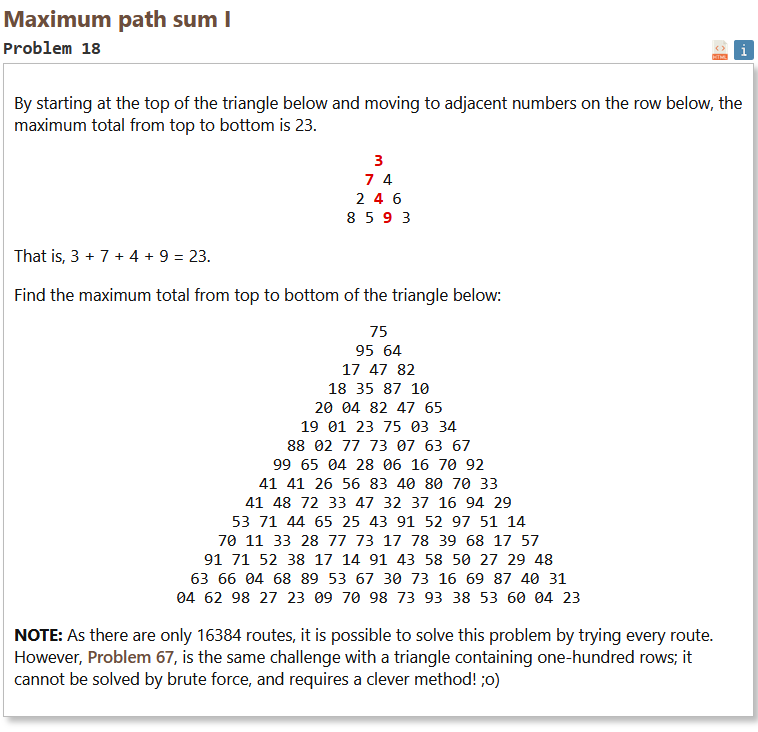 Maximum path sum I
Problem 18
<>
HTML
i
By starting at the top of the triangle below and moving to adjacent numbers on the row below, the
maximum total from top to bottom is 23.
3
7 4
2 4 6
8 5 9 3
That is, 3 + 7 + 4 + 9 = 23.
Find the maximum total from top to bottom of the triangle below:
75
95 64
17 47 82
18 35 87 10
20 04 82 47 65
19 01 23 75 03 34
88 02 77 73 07 63 67
99 65 04 28 06 16 70 92
41 41 26 56 83 40 80 70 33
41 48 72 33 47 32 37 16 94 29
53 71 44 65 25 43 91 52 97 51 14
70 11 33 28 77 73 17 78 39 68 17 57
91 71 52 38 17 14 91 43 58 50 27 29 48
63 66 04 68 89 53 67 30 73 16 69 87 40 31
04 62 98 27 23 09 70 98 73 93 38 53 60 04 23
NOTE: As there are only 16384 routes, it is possible to solve this problem by trying every route.
However, Problem 67, is the same challenge with a triangle containing one-hundred rows; it
cannot be solved by brute force, and requires a clever method! ;o)